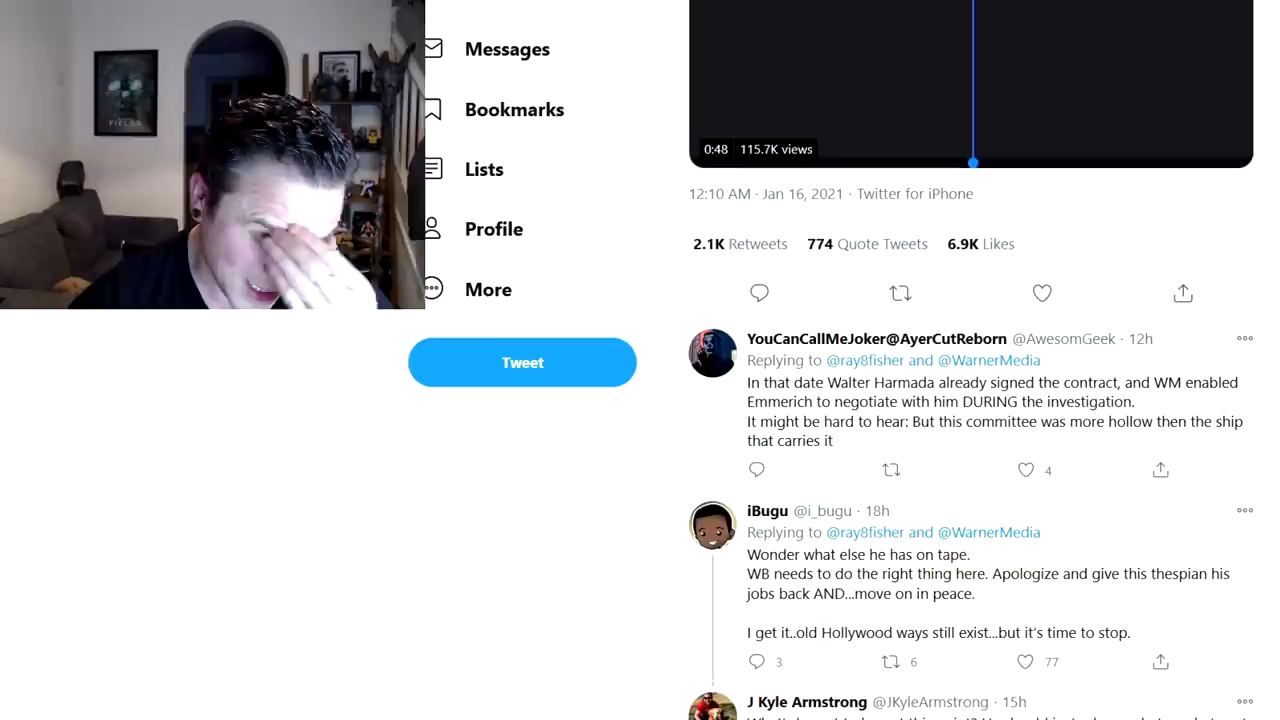 FIELDS
Messages
Bookmarks
Lists
Profile
More
Tweet
0:48 115.7K views
12:10 AM · Jan 16, 2021 · Twitter for iPhone
2.1K Retweets 774 Quote Tweets 6.9K Likes
YouCanCallMeJoker@AyerCutReborn @AwesomGeek · 12h
Replying to @ray8fisher and @WarnerMedia
In that date Walter Harmada already signed the contract, and WM enabled
Emmerich to negotiate with him DURING the investigation.
It might be hard to hear: But this committee was more hollow then the ship
that carries it
4
iBugu @i_bugu · 18h
Replying to @ray8fisher and @WarnerMedia
Wonder what else he has on tape.
WB needs to do the right thing here. Apologize and give this thespian his
jobs back AND...move on in peace.
I get it..old Hollywood ways still exist...but it's time to stop.
3 6 77
J Kyle Armstrong @JKyleArmstrong · 15h